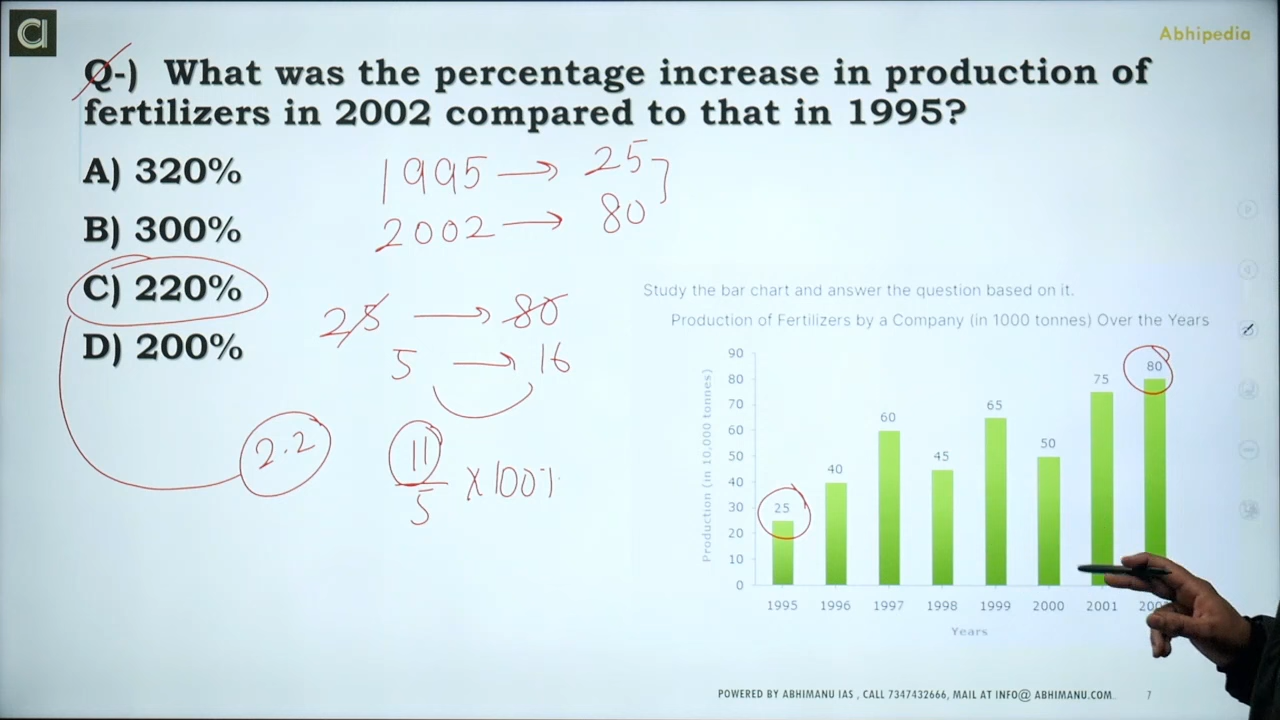 Abhipedia
Q-) What was the percentage increase in production of
fertilizers in 2002 compared to that in 1995?
A) 320%
B) 300%
C) 220%
D) 200%
1995 → 25
2002 → 80
25 → 80
5 → 16
2.2
11
5
x 100%
Study the bar chart and answer the question based on it.
Production of Fertilizers by a Company (in 1000 tonnes) Over the Years
Production (in 10,000 tonnes)
90
80
70
60
50
40
30
20
10
0
25
40
60
45
65
50
75
80
1995 1996 1997 1998 1999 2000 2001
Years
POWERED BY ABHIMANU IAS , CALL 7347432666, MAIL AT INFO@ ABHIMANU.COM
7